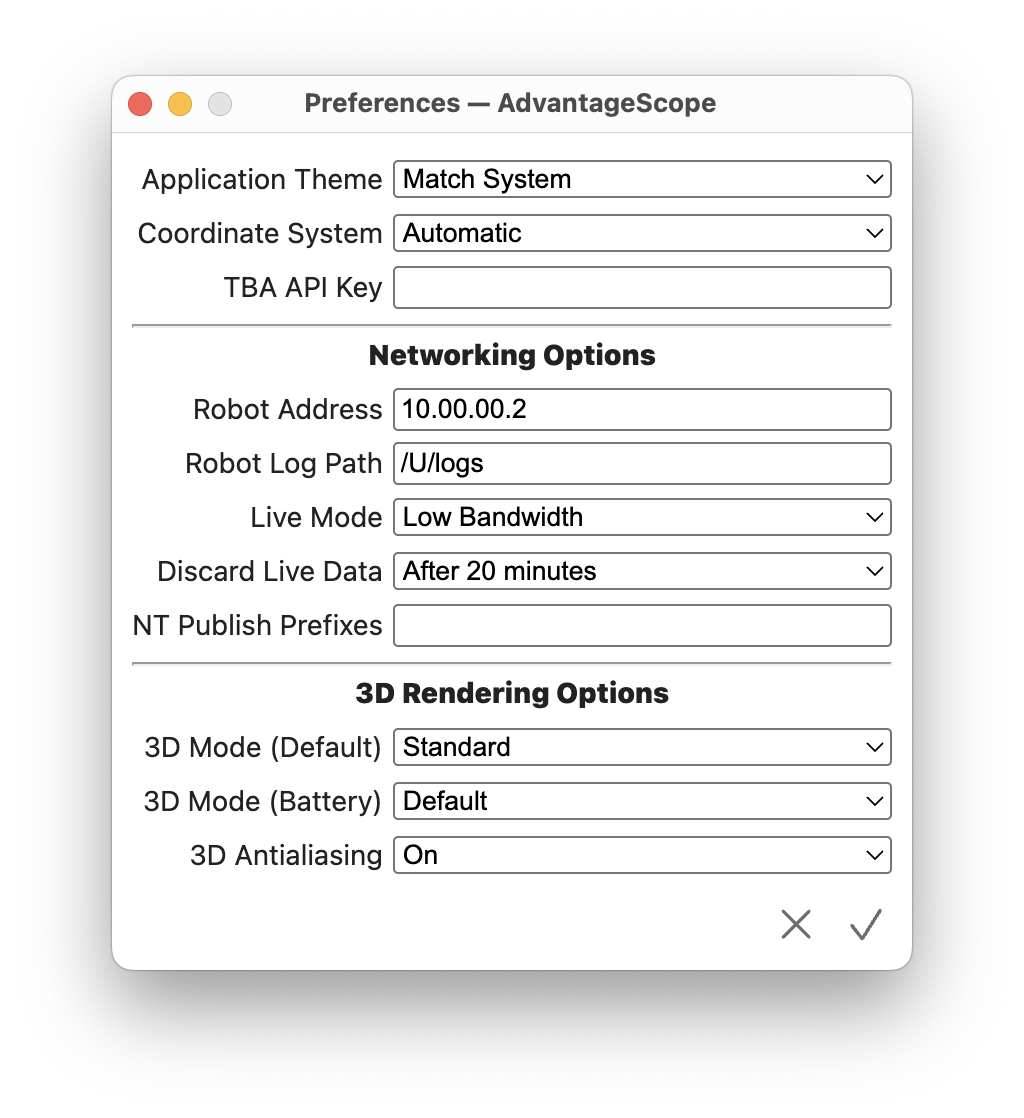 Preferences — AdvantageScope
Application Theme Match System
Coordinate System Automatic
TBA API Key
Networking Options
Robot Address 10.00.00.2
Robot Log Path /U/logs
Live Mode Low Bandwidth
Discard Live Data After 20 minutes
NT Publish Prefixes
3D Rendering Options
3D Mode (Default) Standard
3D Mode (Battery) Default
3D Antialiasing On